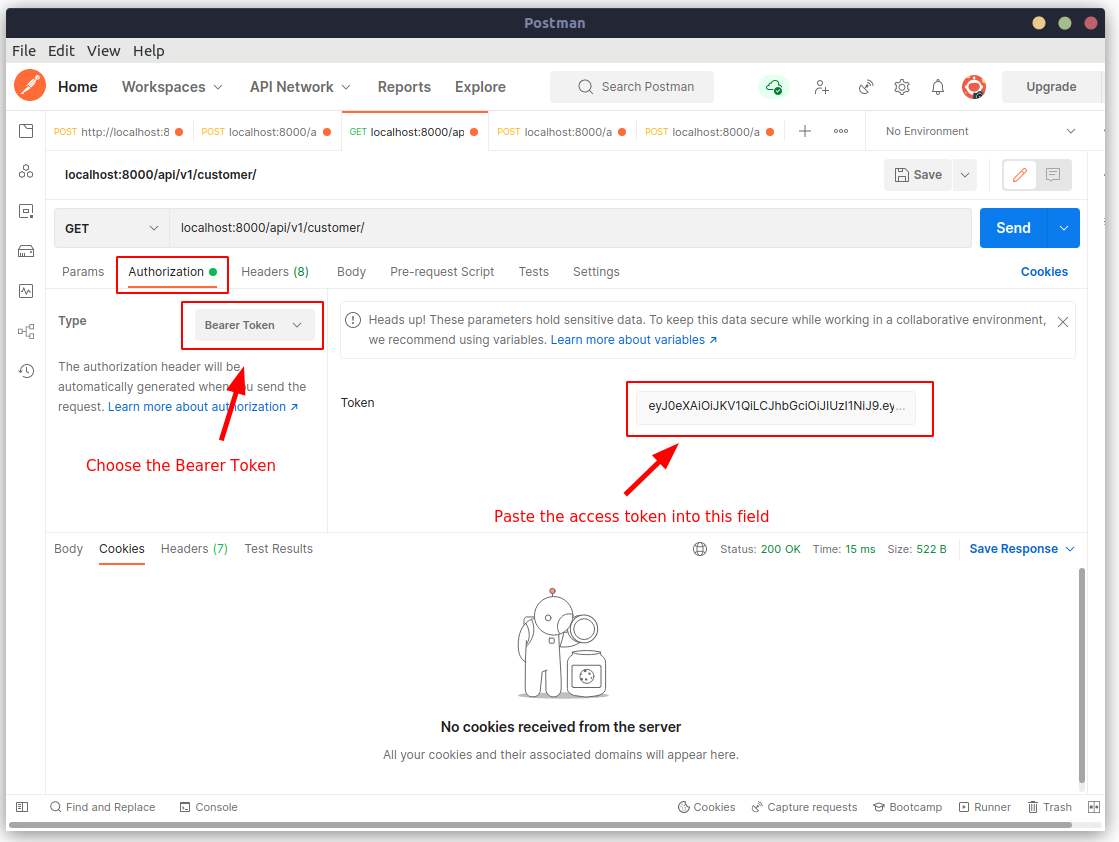 Postman
File Edit View Help
Home Workspaces API Network Reports Explore Search Postman Upgrade
POST http://localhost:8 POST localhost:8000/a GET localhost:8000/ap POST localhost:8000/a POST localhost:8000/a No Environment
localhost:8000/api/v1/customer/ Save
GET localhost:8000/api/v1/customer/ Send
Params Authorization Headers (8) Body Pre-request Script Tests Settings Cookies
Type Bearer Token
The authorization header will be
automatically generated when you send the
request. Learn more about authorization ↗
Choose the Bearer Token
Heads up! These parameters hold sensitive data. To keep this data secure while working in a collaborative environment,
we recommend using variables. Learn more about variables ↗
Token eyJ0eXAiOiJKV1QiLCJhbGciOiJIUzI1NiJ9.ey...
Paste the access token into this field
Body Cookies Headers (7) Test Results Status: 200 OK Time: 15 ms Size: 522 B Save Response
No cookies received from the server
All your cookies and their associated domains will appear here.
Find and Replace Console Cookies Capture requests Bootcamp Runner Trash